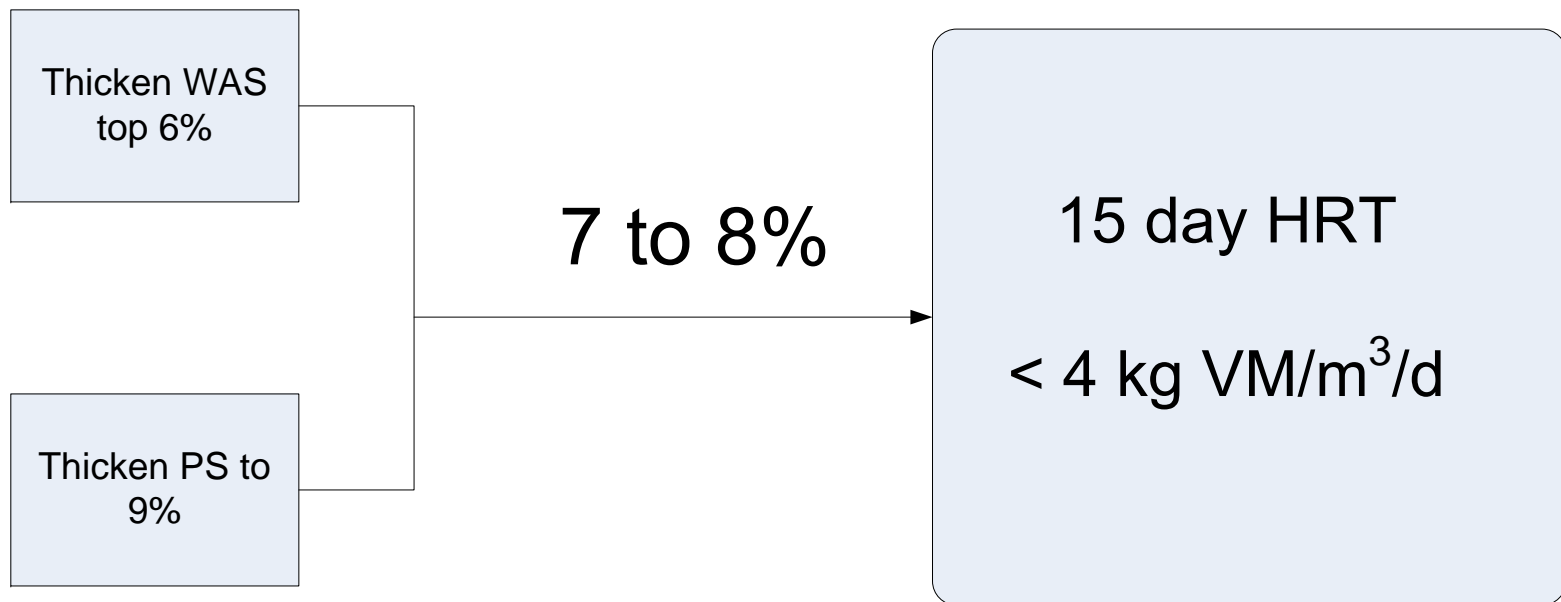 Thicken WAS
top 6%
Thicken PS to
9%
7 to 8%
15 day HRT
< 4 kg VM/m³/d